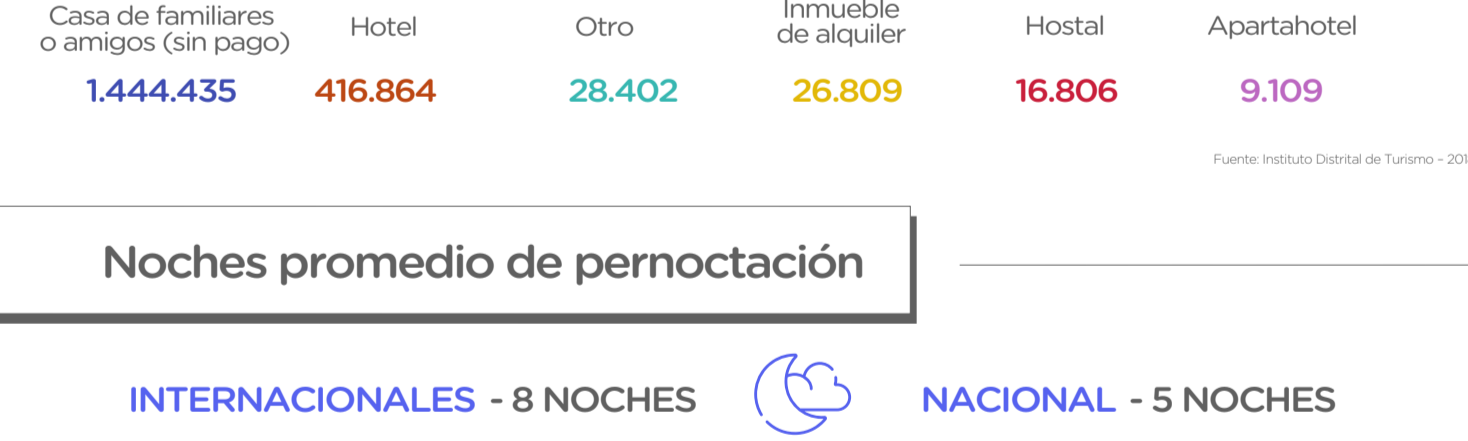 Casa de familiares
o amigos (sin pago)
Hotel
Otro
Inmueble
de alquiler
Hostal
Apartahotel
1.444.435
416.864
28.402
26.809
16.806
9.109
Fuente: Instituto Distrital de Turismo – 201
Noches promedio de pernoctación
INTERNACIONALES - 8 NOCHES
NACIONAL - 5 NOCHES